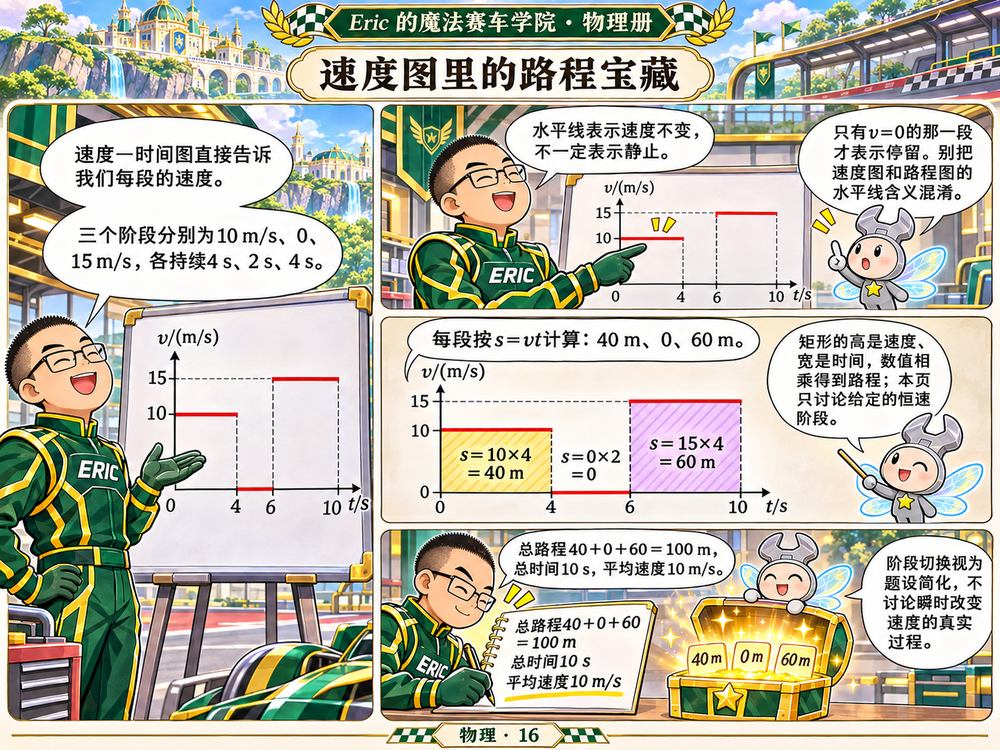 Eric 的魔法赛车学院·物理册
速度图里的路程宝藏
速度一时间图直接告诉
我们每段的速度。
三个阶段分别为10 m/s、0、
15 m/s，各持续4 s、2 s、4 s。
v/(m/s)
15
10
0
4
6
10
t/s
ERIC
水平线表示速度不变，
不一定表示静止。
只有v=0的那一段
才表示停留。别把
速度图和路程图的
水平线含义混淆。
v/(m/s)
15
10
0
4
6
10
t/s
ERIC
每段按s=vt计算：40 m、0、60 m。
矩形的高是速度、
宽是时间，数值相
乘得到路程；本页
只讨论给定的恒速
阶段。
v/(m/s)
15
10
0
s=10×4
=40 m
s=0×2
=0
s=15×4
=60 m
0
4
6
10
t/s
总路程40+0+60=100 m，
总时间10 s，平均速度10 m/s。
阶段切换视为
题设简化，不
讨论瞬时改变
速度的真实
过程。
总路程40+0+60
=100 m
总时间10 s
平均速度10 m/s
ERIC
40 m
0 m
60 m
物理·16